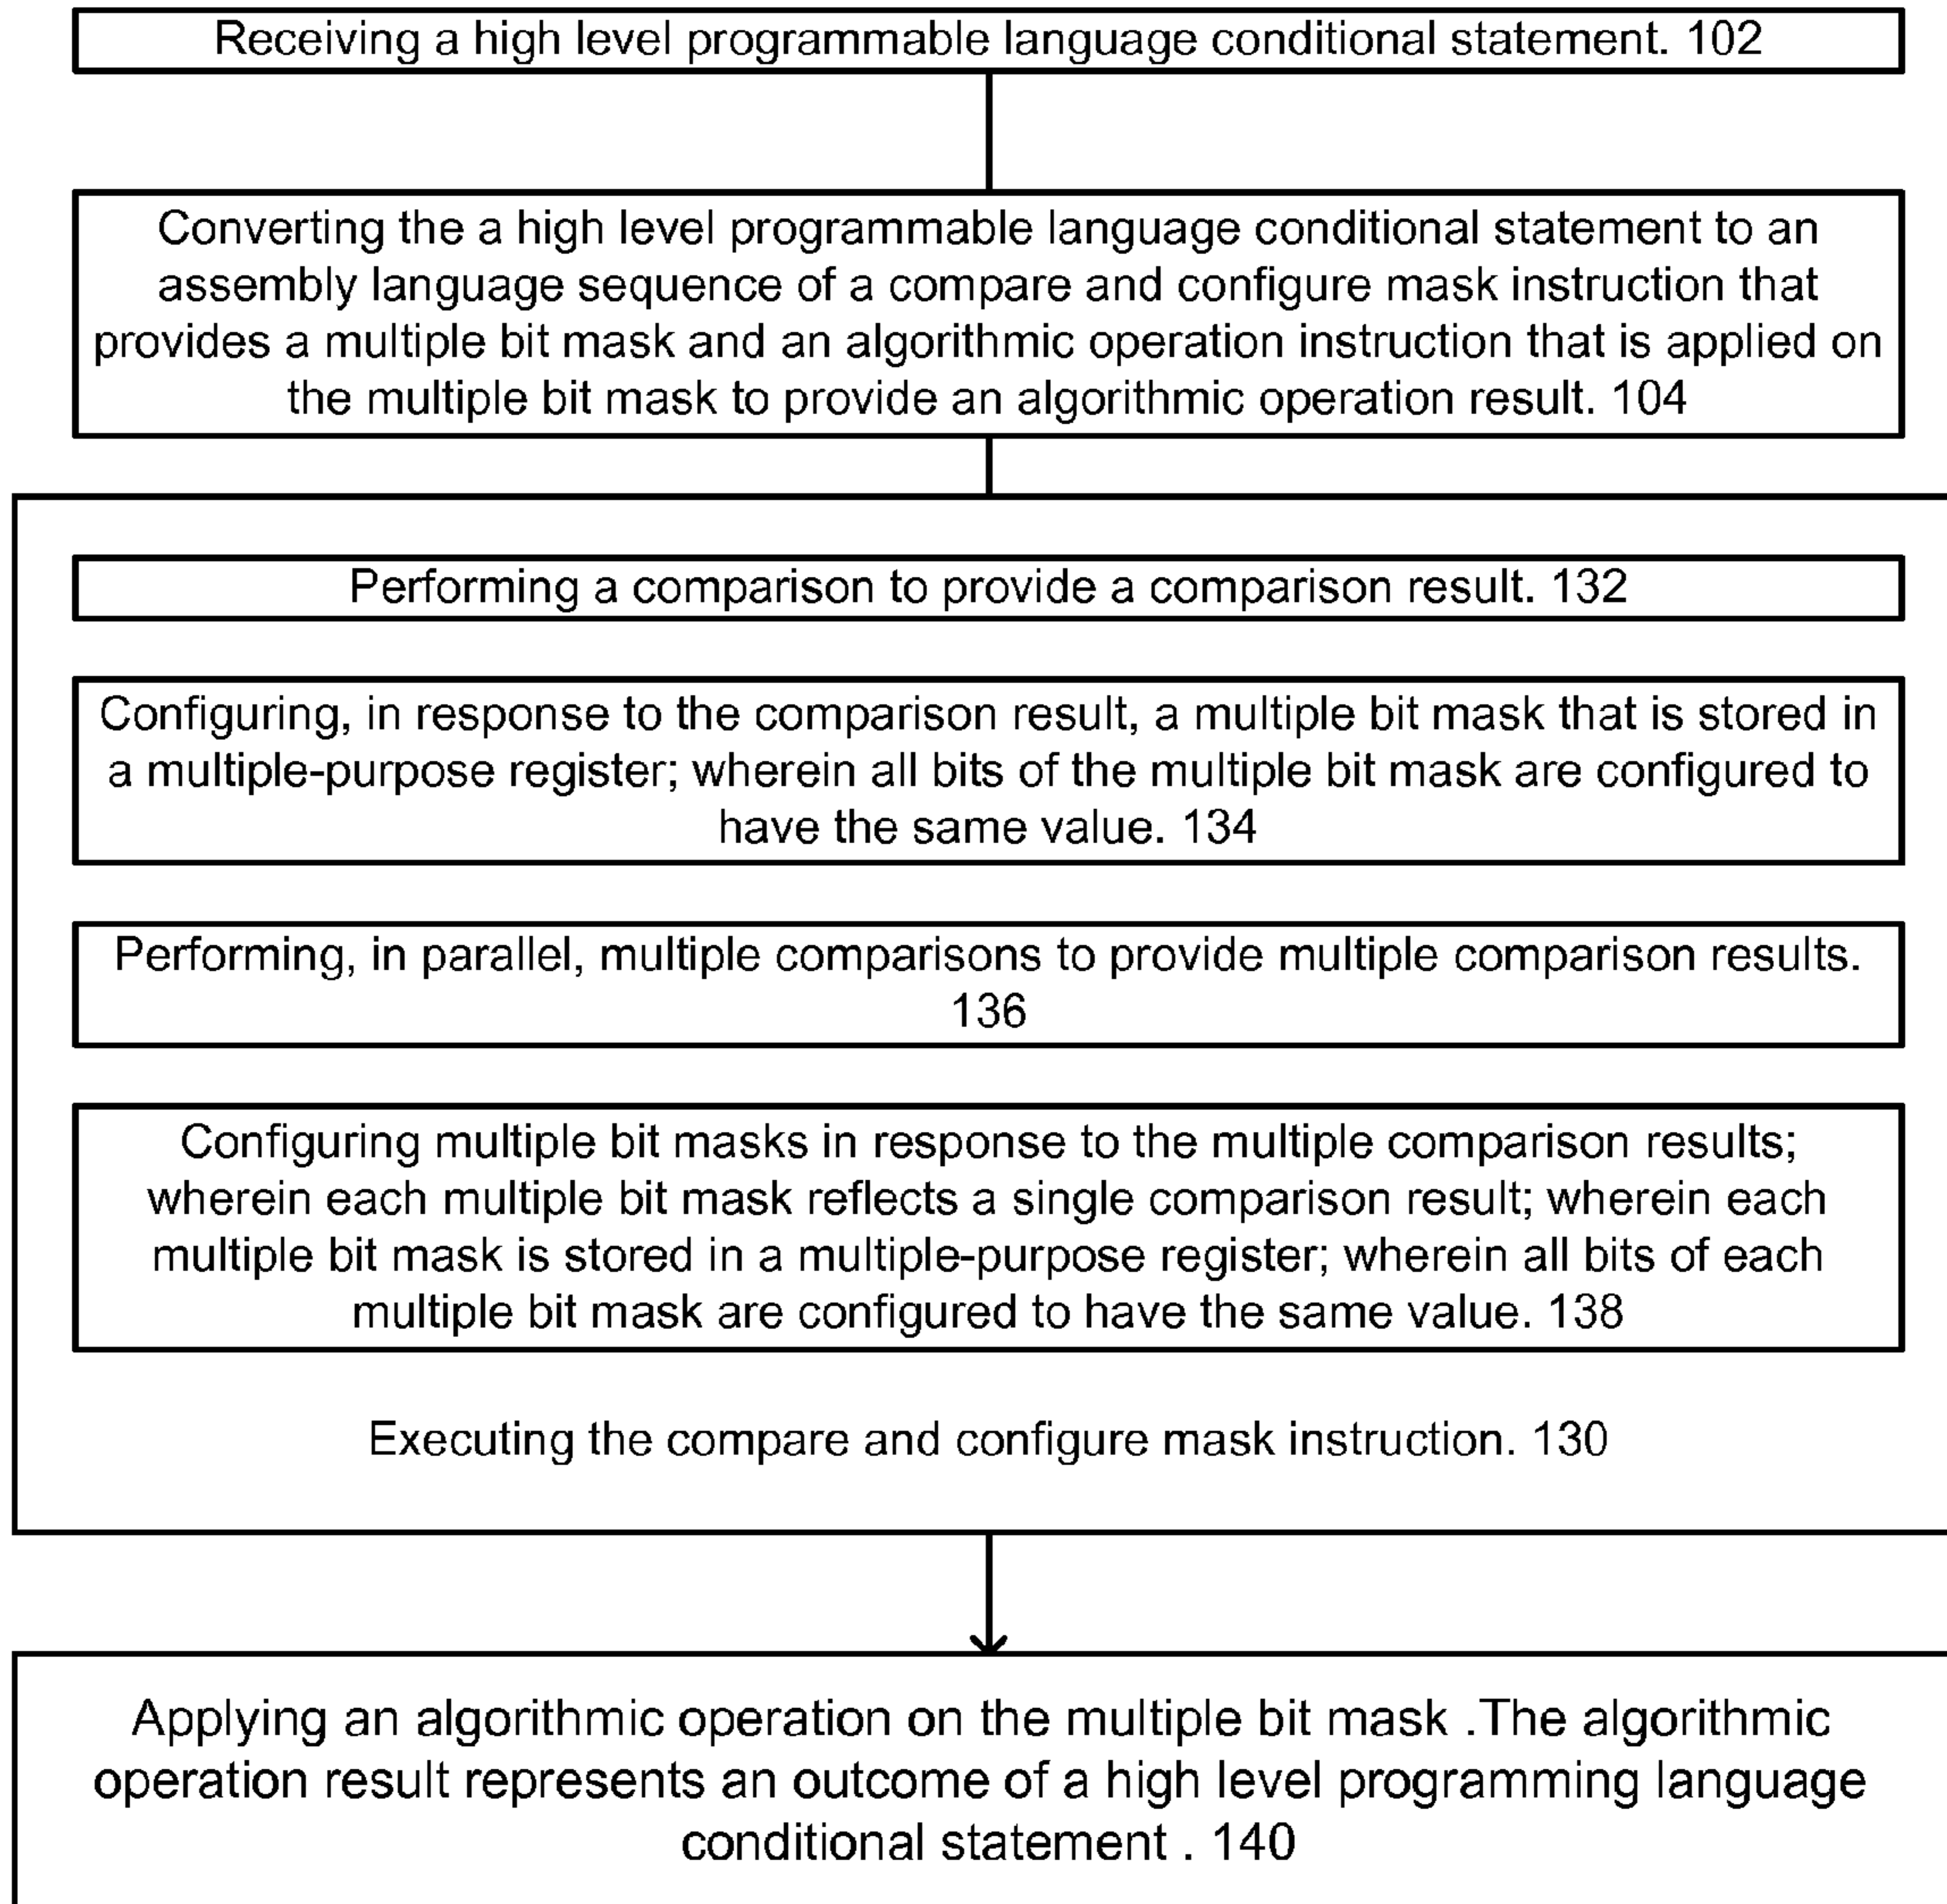 Receiving a high level programmable language conditional statement. 102
Converting the a high level programmable language conditional statement to an
assembly language sequence of a compare and configure mask instruction that
provides a multiple bit mask and an algorithmic operation instruction that is applied on
the multiple bit mask to provide an algorithmic operation result. 104
Performing a comparison to provide a comparison result. 132
Configuring, in response to the comparison result, a multiple bit mask that is stored in
a multiple-purpose register; wherein all bits of the multiple bit mask are configured to
have the same value. 134
Performing, in parallel, multiple comparisons to provide multiple comparison results.
136
Configuring multiple bit masks in response to the multiple comparison results;
wherein each multiple bit mask reflects a single comparison result; wherein each
multiple bit mask is stored in a multiple-purpose register; wherein all bits of each
multiple bit mask are configured to have the same value. 138
Executing the compare and configure mask instruction. 130
Applying an algorithmic operation on the multiple bit mask .The algorithmic
operation result represents an outcome of a high level programming language
conditional statement . 140